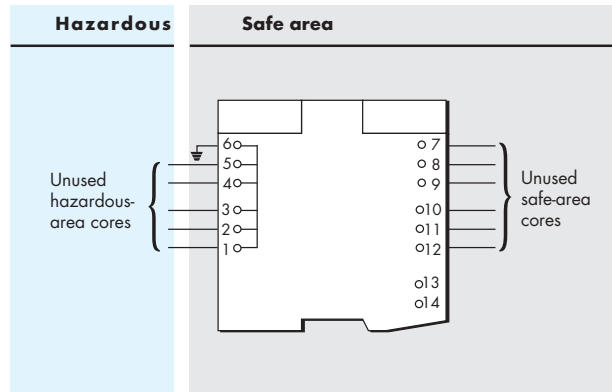 Hazardous
Safe area
6
5
4
3
2
1
7
8
9
10
11
12
13
14
Unused
hazardous-
area cores
Unused
safe-area
cores